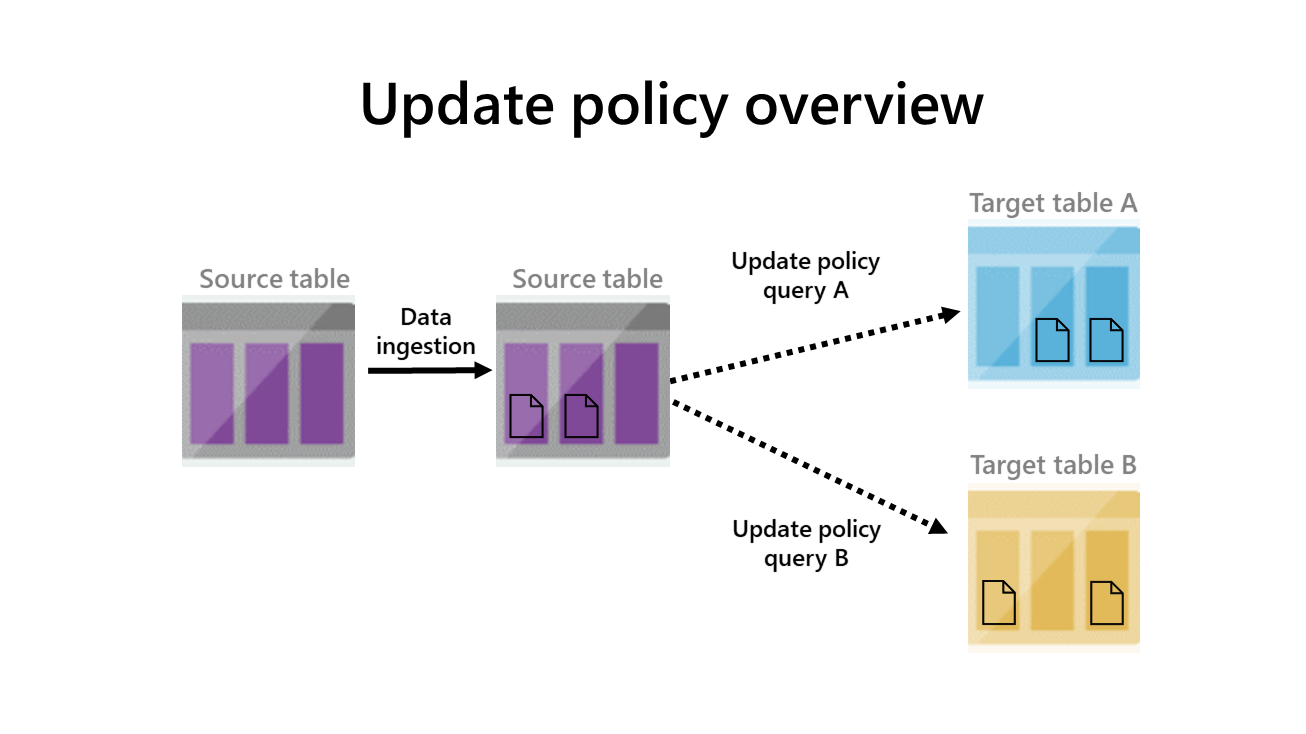 Update policy overview
Source table
Data
ingestion
Source table
Update policy
query A
Target table A
Update policy
query B
Target table B